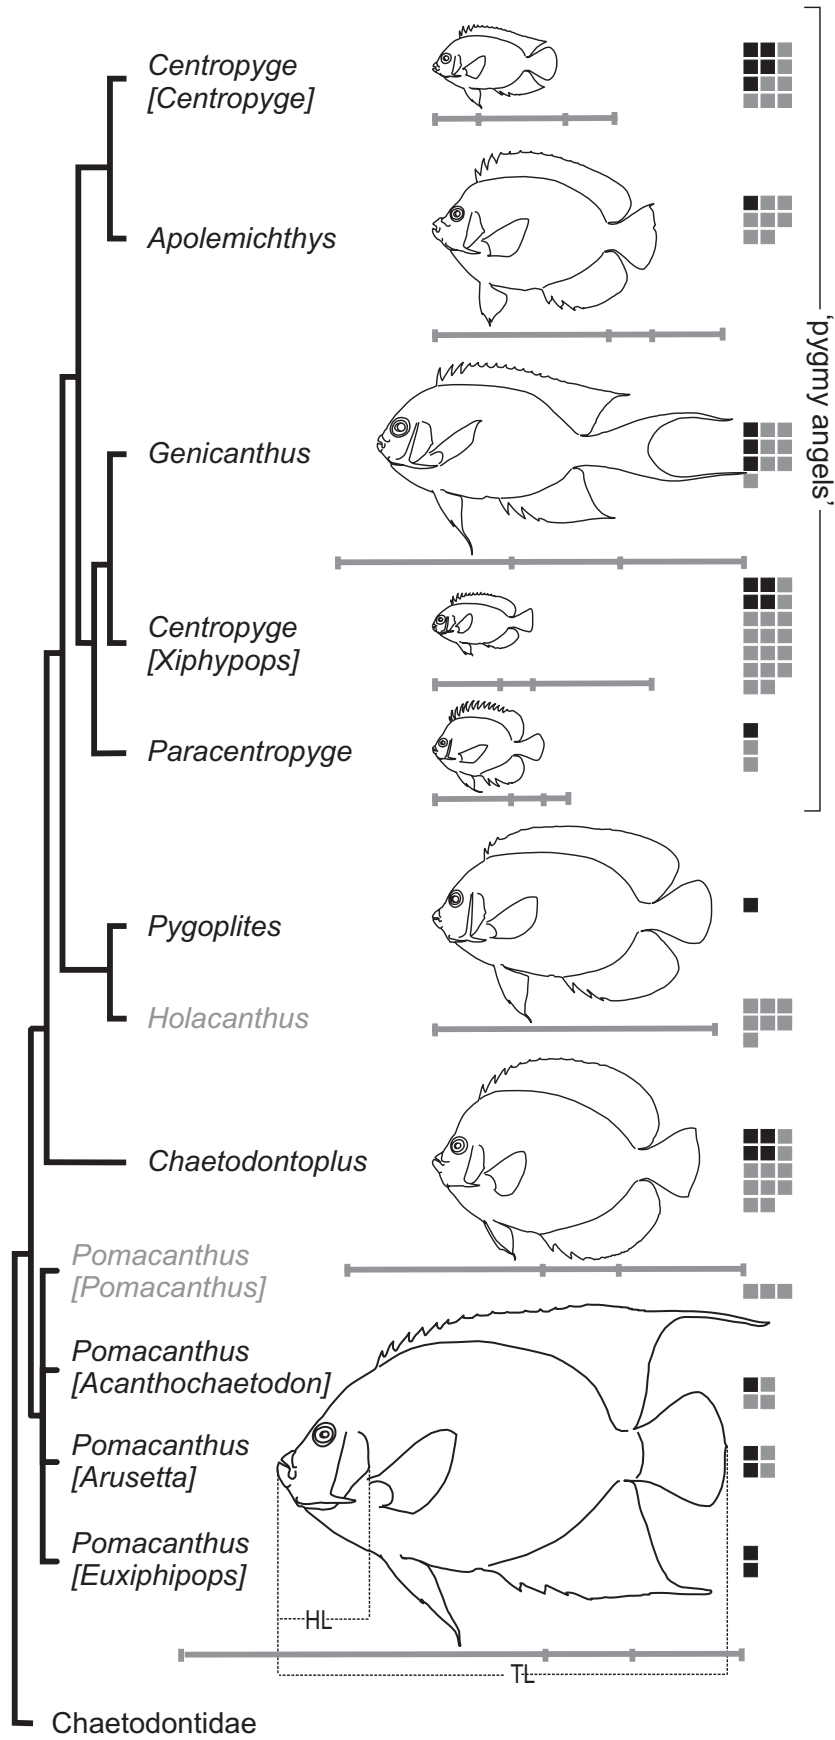 Centropyge
[Centropyge]
Apolemichthys
Genicanthus
Centropyge
[Xiphypops]
Paracentropyge
'pygmy angels'
Pygoplites
Holacanthus
Chaetodontoplus
Pomacanthus
[Pomacanthus]
Pomacanthus
[Acanthochaetodon]
Pomacanthus
[Arusetta]
Pomacanthus
[Euxiphipops]
HL
TL
Chaetodontidae